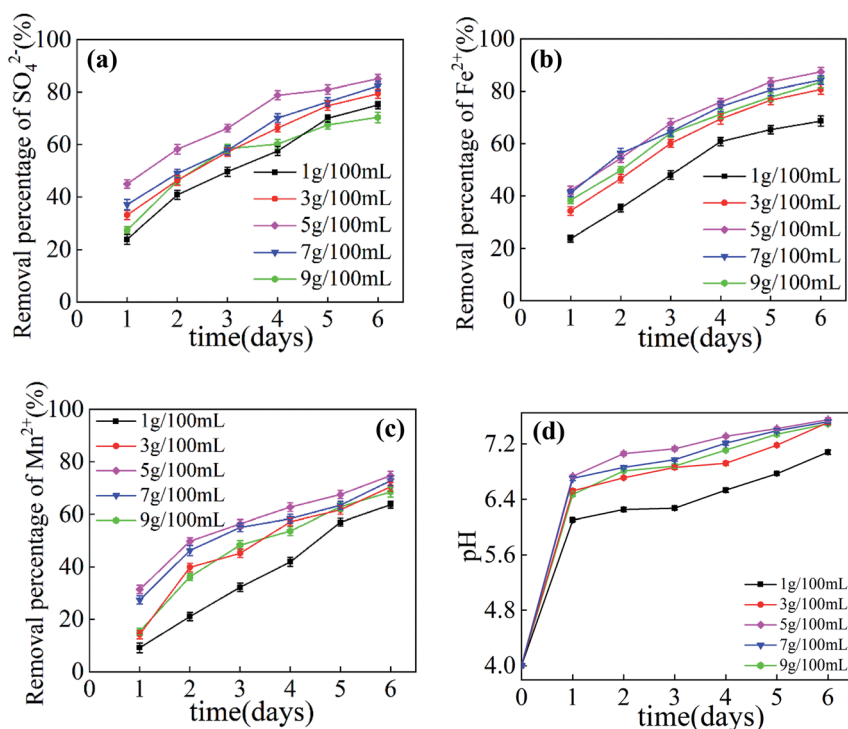 (a)
Removal percentage of SO₄²⁻(%)
100
80
60
40
20
0
1g/100mL
3g/100mL
5g/100mL
7g/100mL
9g/100mL
0 1 2 3 4 5 6
time(days)
(b)
Removal percentage of Fe²⁺(%)
100
80
60
40
20
0
1g/100mL
3g/100mL
5g/100mL
7g/100mL
9g/100mL
0 1 2 3 4 5 6
time(days)
(c)
Removal percentage of Mn²⁺(%)
100
80
60
40
20
0
1g/100mL
3g/100mL
5g/100mL
7g/100mL
9g/100mL
0 1 2 3 4 5 6
time(days)
(d)
pH
7.2
6.4
5.6
4.8
4.0
1g/100mL
3g/100mL
5g/100mL
7g/100mL
9g/100mL
0 1 2 3 4 5 6
time(days)